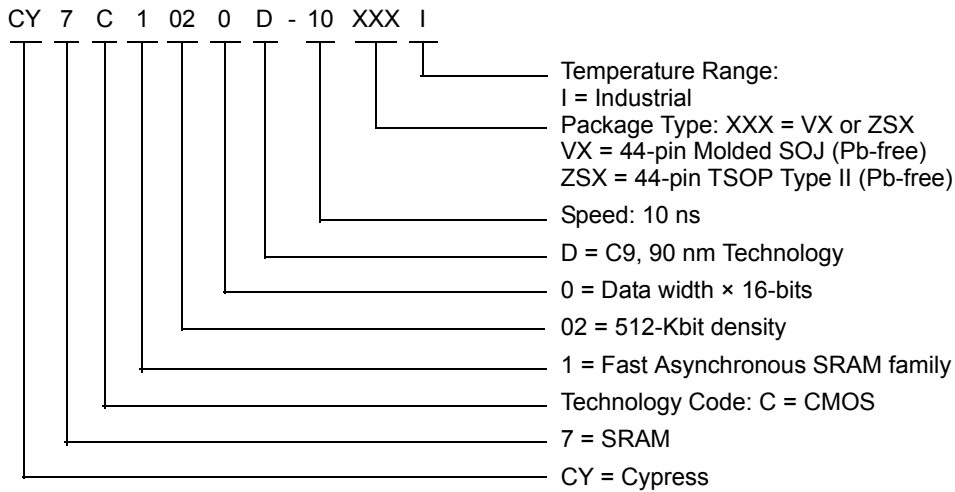 CY 7 C 1 02 0 D - 10 XXX I
Temperature Range:
I = Industrial
Package Type: XXX = VX or ZSX
VX = 44-pin Molded SOJ (Pb-free)
ZSX = 44-pin TSOP Type II (Pb-free)
Speed: 10 ns
D = C9, 90 nm Technology
0 = Data width × 16-bits
02 = 512-Kbit density
1 = Fast Asynchronous SRAM family
Technology Code: C = CMOS
7 = SRAM
CY = Cypress